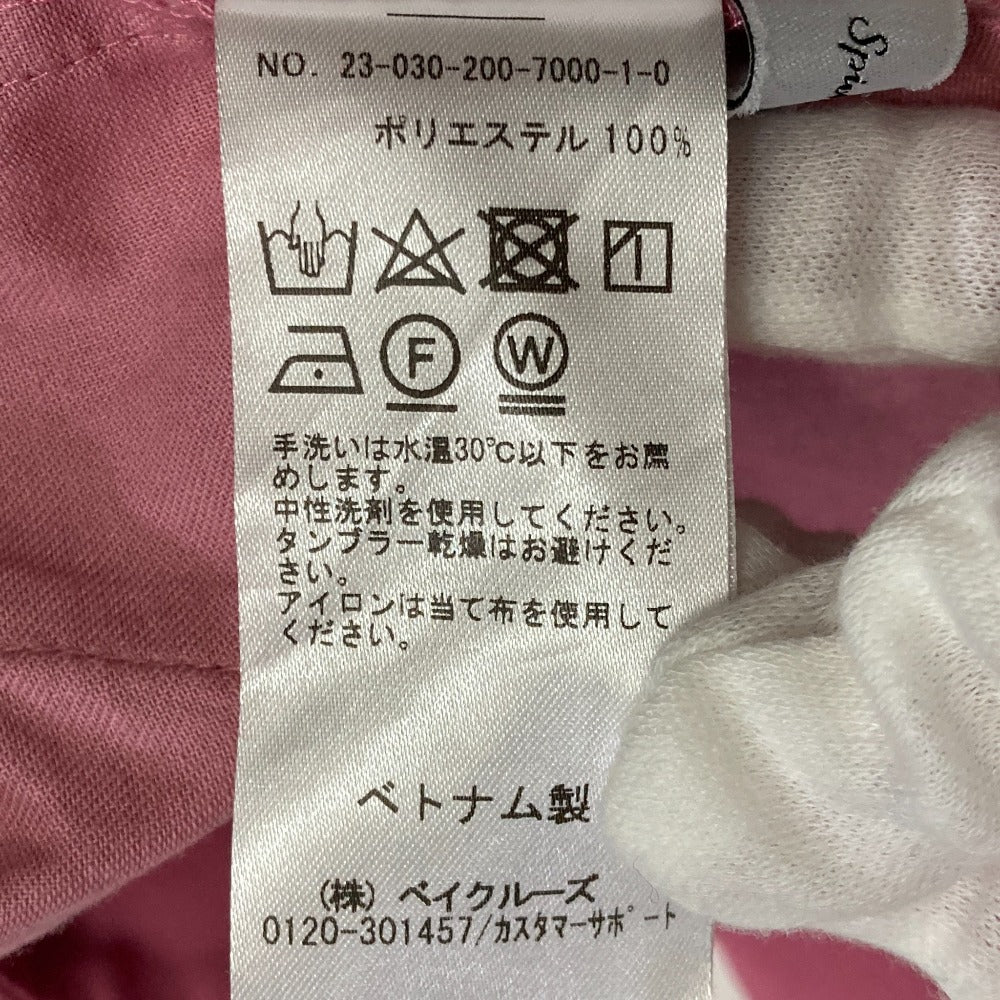 NO. 23-030-200-7000-1-0
ポリエステル 100%
F W
手洗いは水温30℃以下をお薦
めします。
中性洗剤を使用してください。
タンブラー乾燥はお避けくだ
さい。
アイロンは当て布を使用して
ください。
ベトナム製
(株) ベイクルーズ
0120-301457/カスタマーサポート